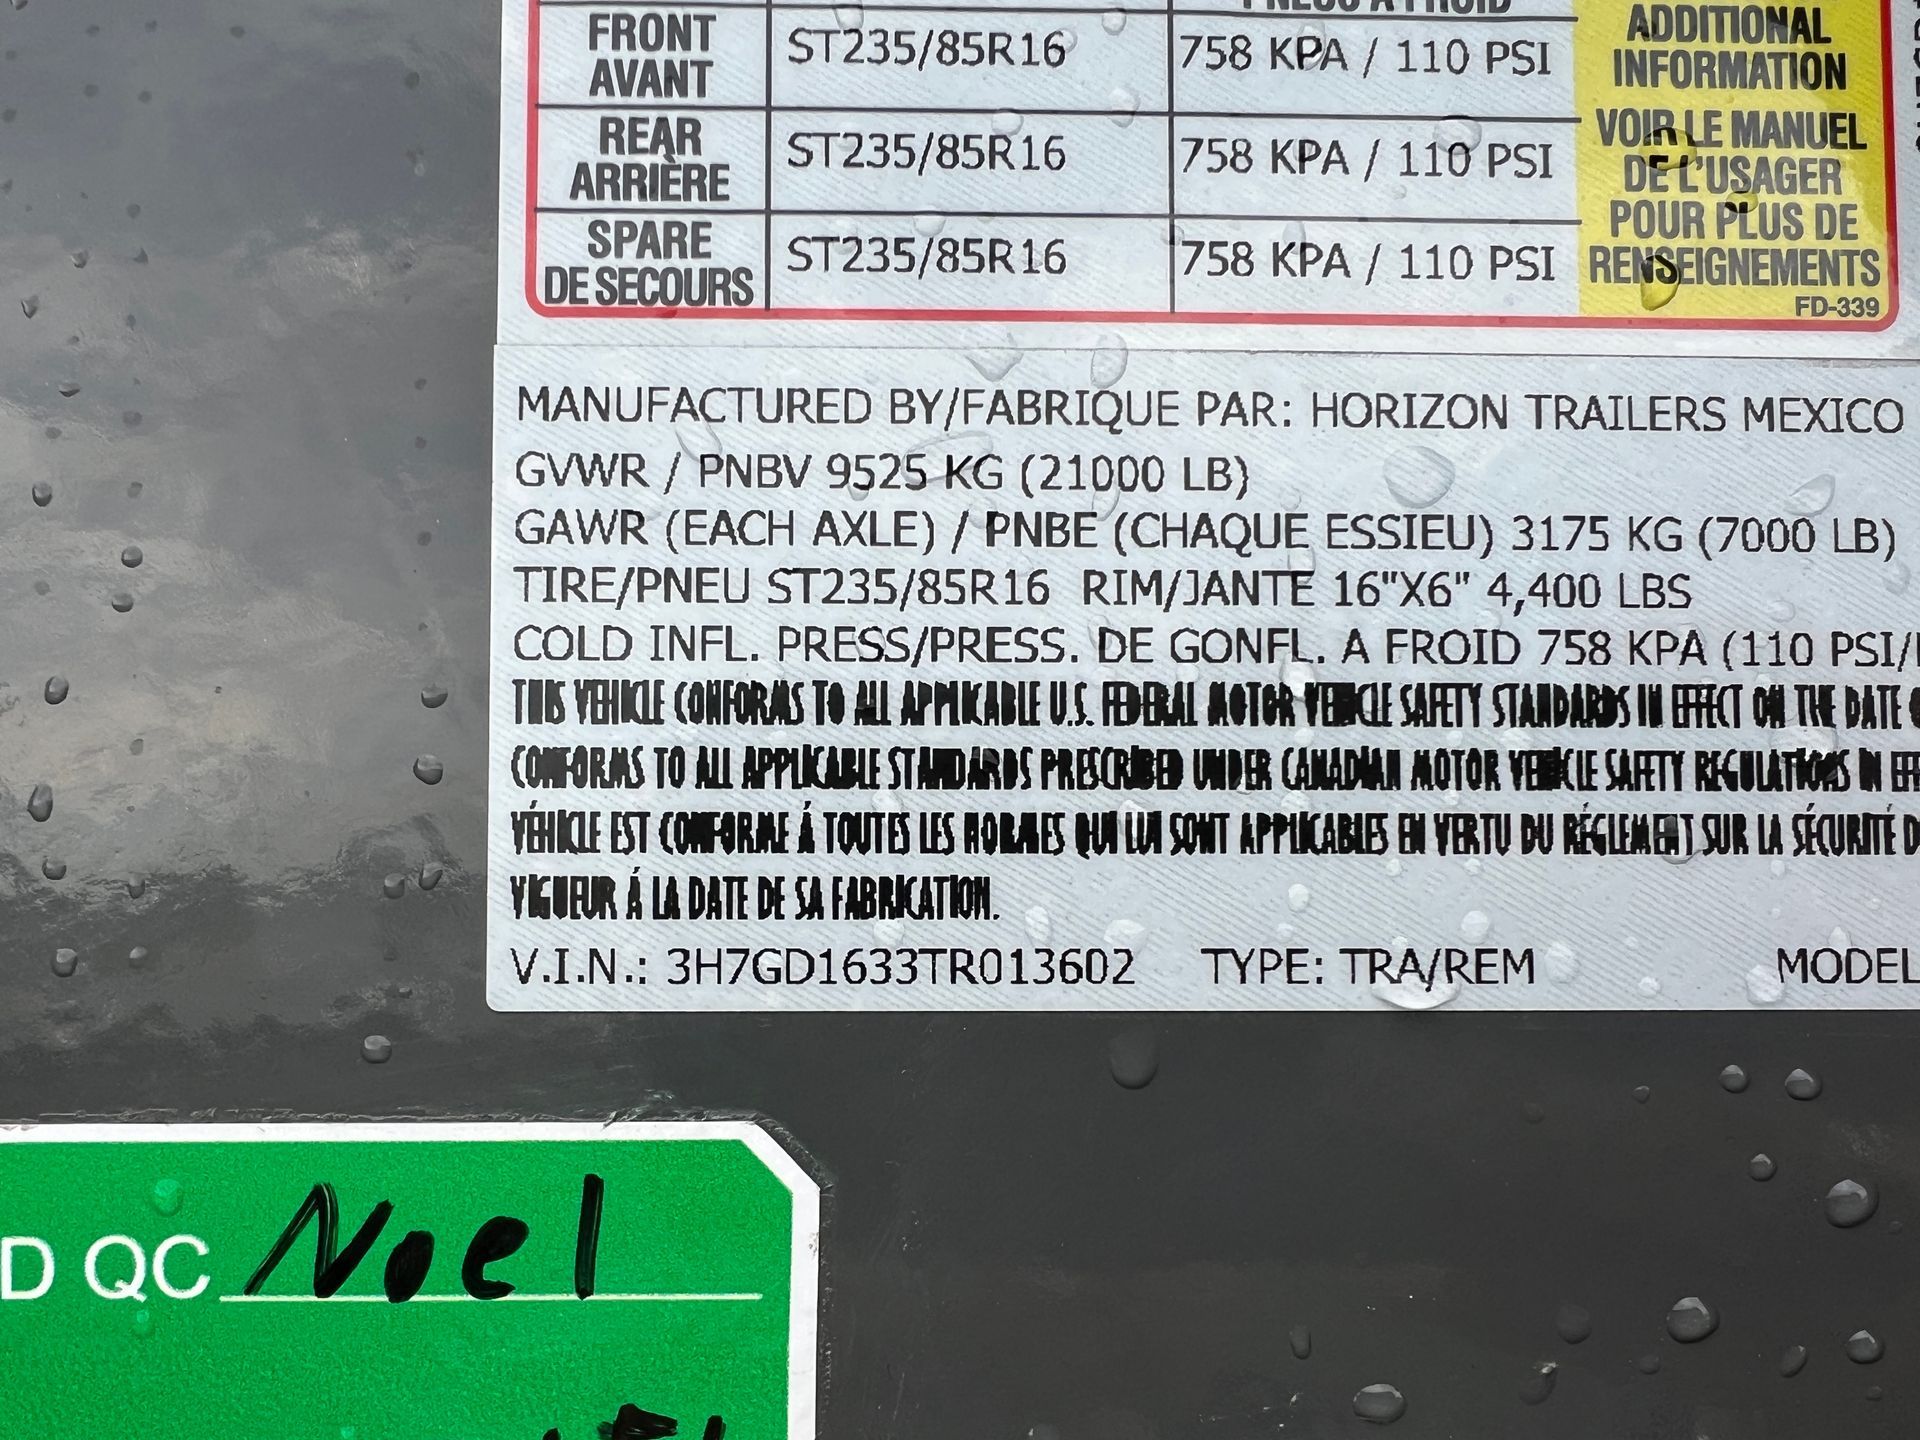 FRONT
AVANT
ST235/85R16
758 KPA / 110 PSI
REAR
ARRIÈRE
ST235/85R16
758 KPA / 110 PSI
SPARE
DE SECOURS
ST235/85R16
758 KPA / 110 PSI
ADDITIONAL
INFORMATION
VOIR LE MANUEL
DE L'USAGER
POUR PLUS DE
RENSEIGNEMENTS
FD-339
MANUFACTURED BY/FABRIQUE PAR: HORIZON TRAILERS MEXICO
GVWR / PNBV 9525 KG (21000 LB)
GAWR (EACH AXLE) / PNBE (CHAQUE ESSIEU) 3175 KG (7000 LB)
TIRE/PNEU ST235/85R16 RIM/JANTE 16"X6" 4,400 LBS
COLD INFL. PRESS/PRESS. DE GONFL. A FROID 758 KPA (110 PSI/
THIS VEHICLE CONFORMS TO ALL APPLICABLE U.S. FEDERAL MOTOR VEHICLE SAFETY STANDARDS IN EFFECT ON THE DATE
CONFORMS TO ALL APPLICABLE STANDARDS PRESCRIBED UNDER CANADIAN MOTOR VEHICLE SAFETY REGULATIONS IN
VÉHICLE EST CONFORME Á TOUTES LES NORMES QUI LUI SONT APPLICABLES EN VERTU DU RÉGLEMENT SUR LA SÉCURITÉ
VIGUEUR Á LA DATE DE SA FABRICATION.
V.I.N.: 3H7GD1633TR013602 TYPE: TRA/REM MODEL
D QC Noel